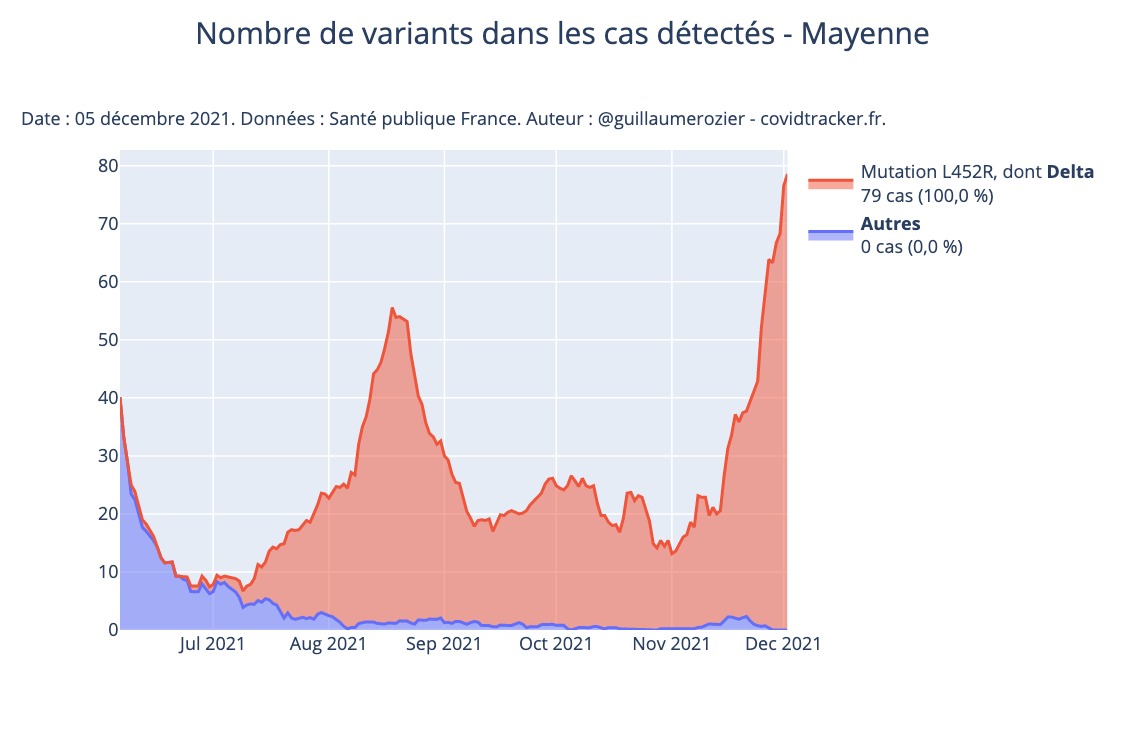 Nombre de variants dans les cas détectés - Mayenne
Date : 05 décembre 2021. Données : Santé publique France. Auteur : @guillaumerozier - covidtracker.fr.
80
70
60
50
40
30
20
10
0
Jul 2021
Aug 2021
Sep 2021
Oct 2021
Nov 2021
Dec 2021
Mutation L452R, dont Delta
79 cas (100,0 %)
Autres
0 cas (0,0 %)